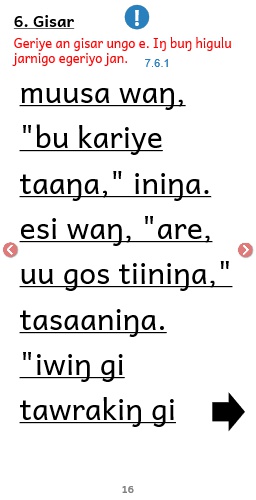 6. Gisar
!
Geriye an gisar ungo e. Iŋ buŋ higulu
jarnigo egeriyo jan.
7.6.1
muusa waŋ,
"bu kariye
taaŋa," iniŋa.
esi waŋ, "are,
uu gos tiiniŋa,"
tasaaniŋa.
"iwiŋ gi
tawrakiŋ gi
16